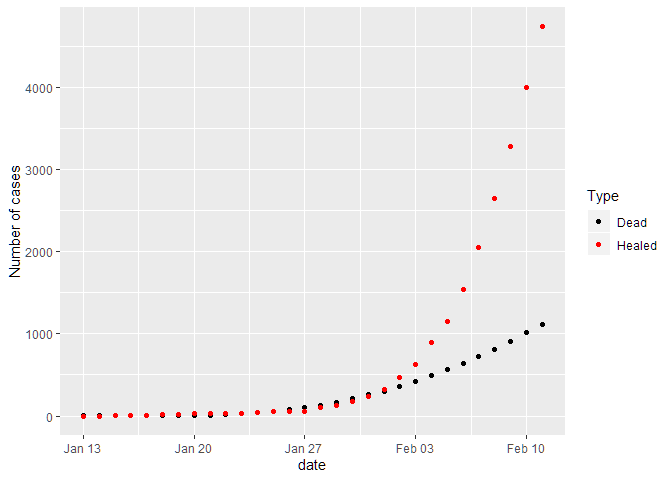 4000
3000
2000
1000
0
Number of cases
Jan 13 Jan 20 Jan 27 Feb 03 Feb 10
date
Type
Dead
Healed